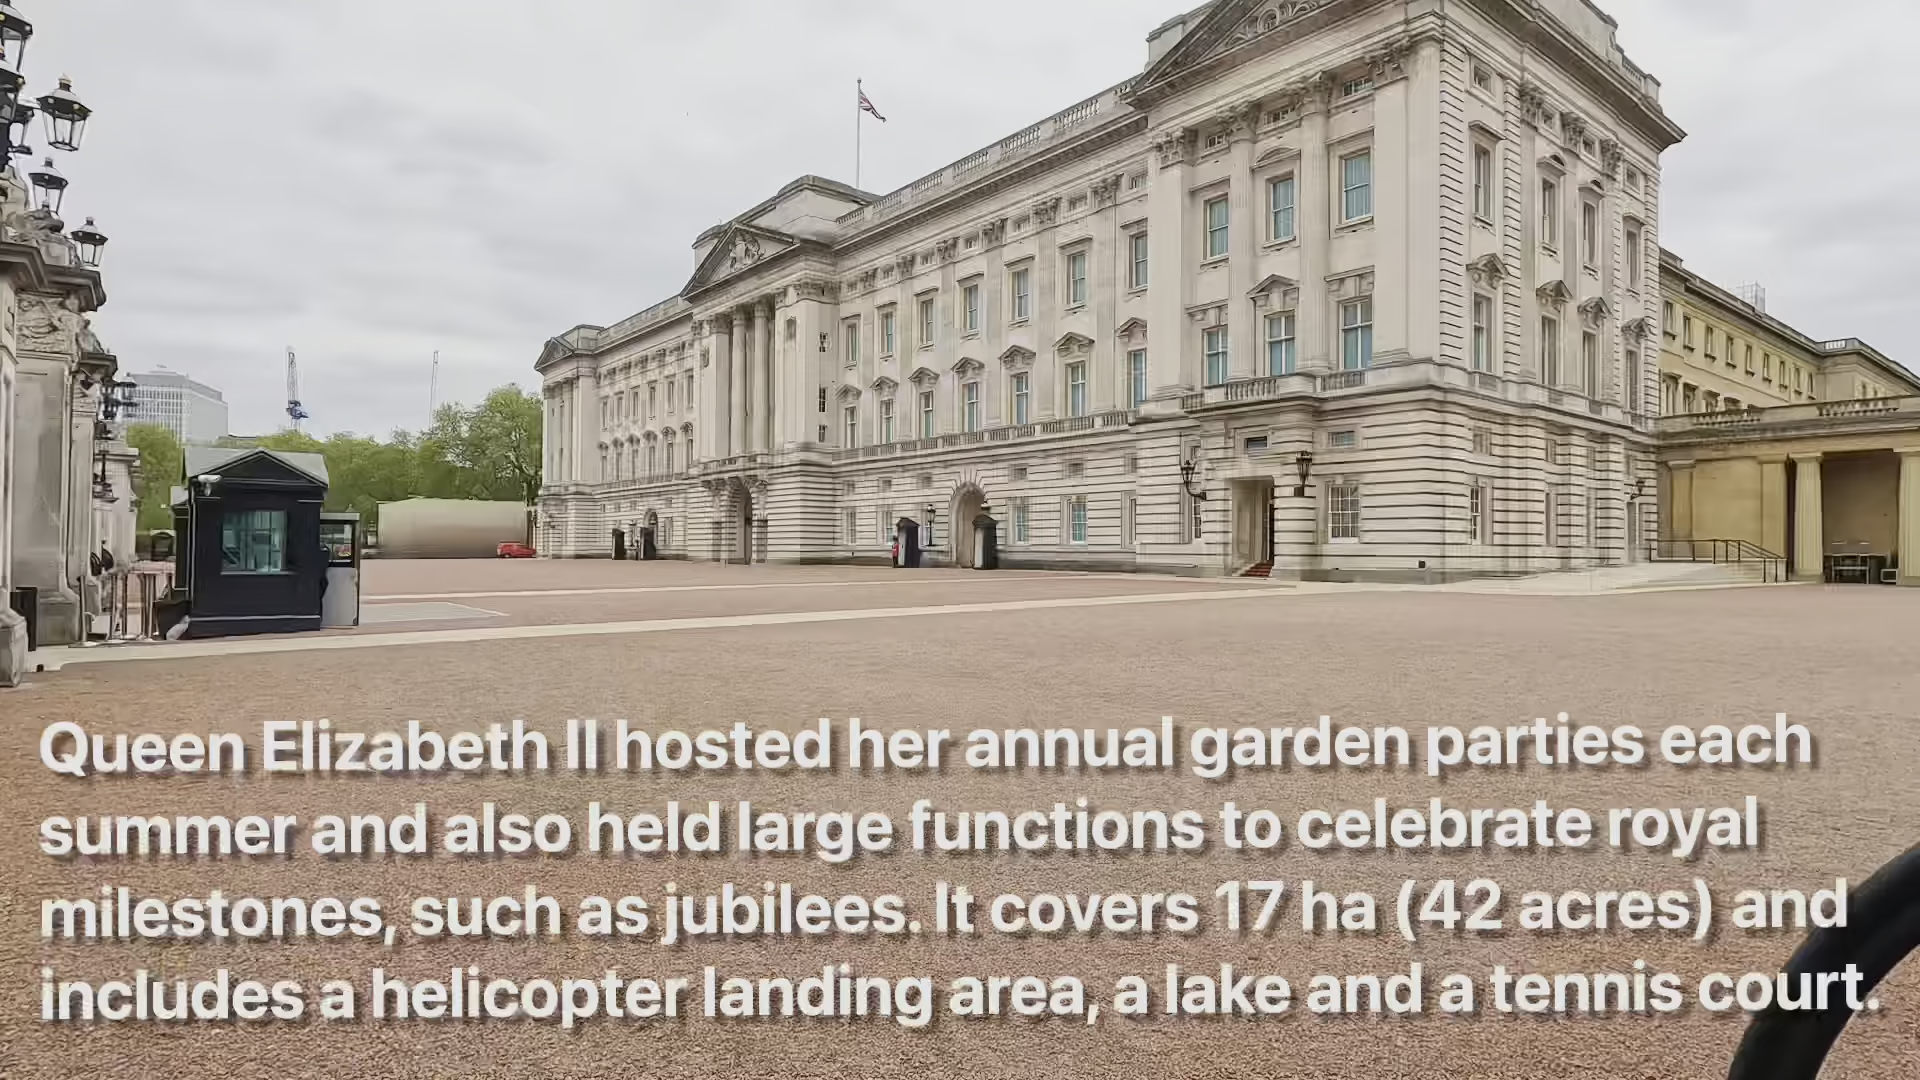 Queen Elizabeth II hosted her annual garden parties each
summer and also held large functions to celebrate royal
milestones, such as jubilees. It covers 17 ha (42 acres) and
includes a helicopter landing area, a lake and a tennis court.